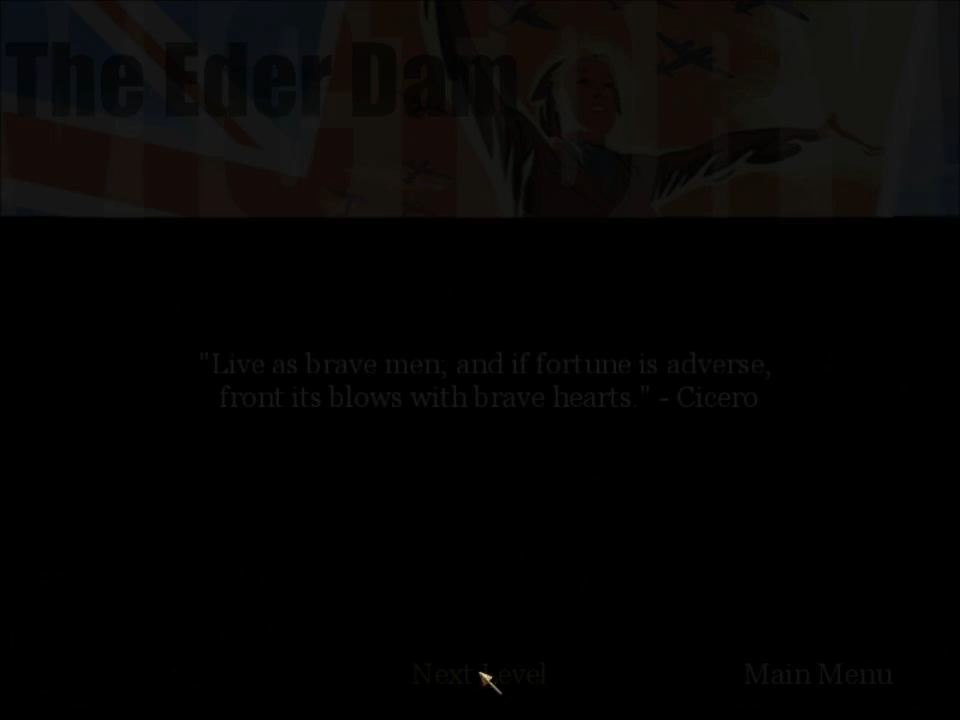 The Eder Dam
"Live as brave men; and if fortune is adverse,
front its blows with brave hearts." - Cicero
Next Level
Main Menu